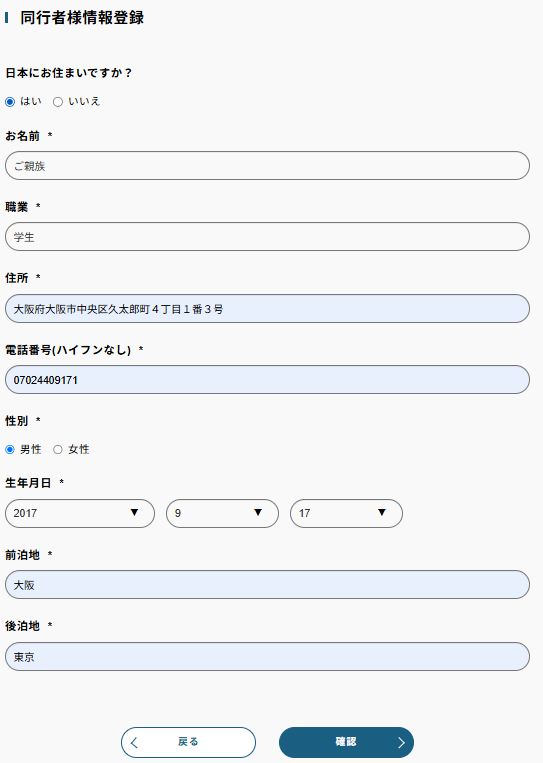 同行者様情報登録
日本にお住まいですか？
はい いいえ
お名前 *
ご親族
職業 *
学生
住所 *
大阪府大阪市中央区久太郎町４丁目１番３号
電話番号(ハイフンなし) *
07024409171
性別 *
男性 女性
生年月日 *
2017 ▼ 9 ▼ 17 ▼
前泊地 *
大阪
後泊地 *
東京
戻る 確認